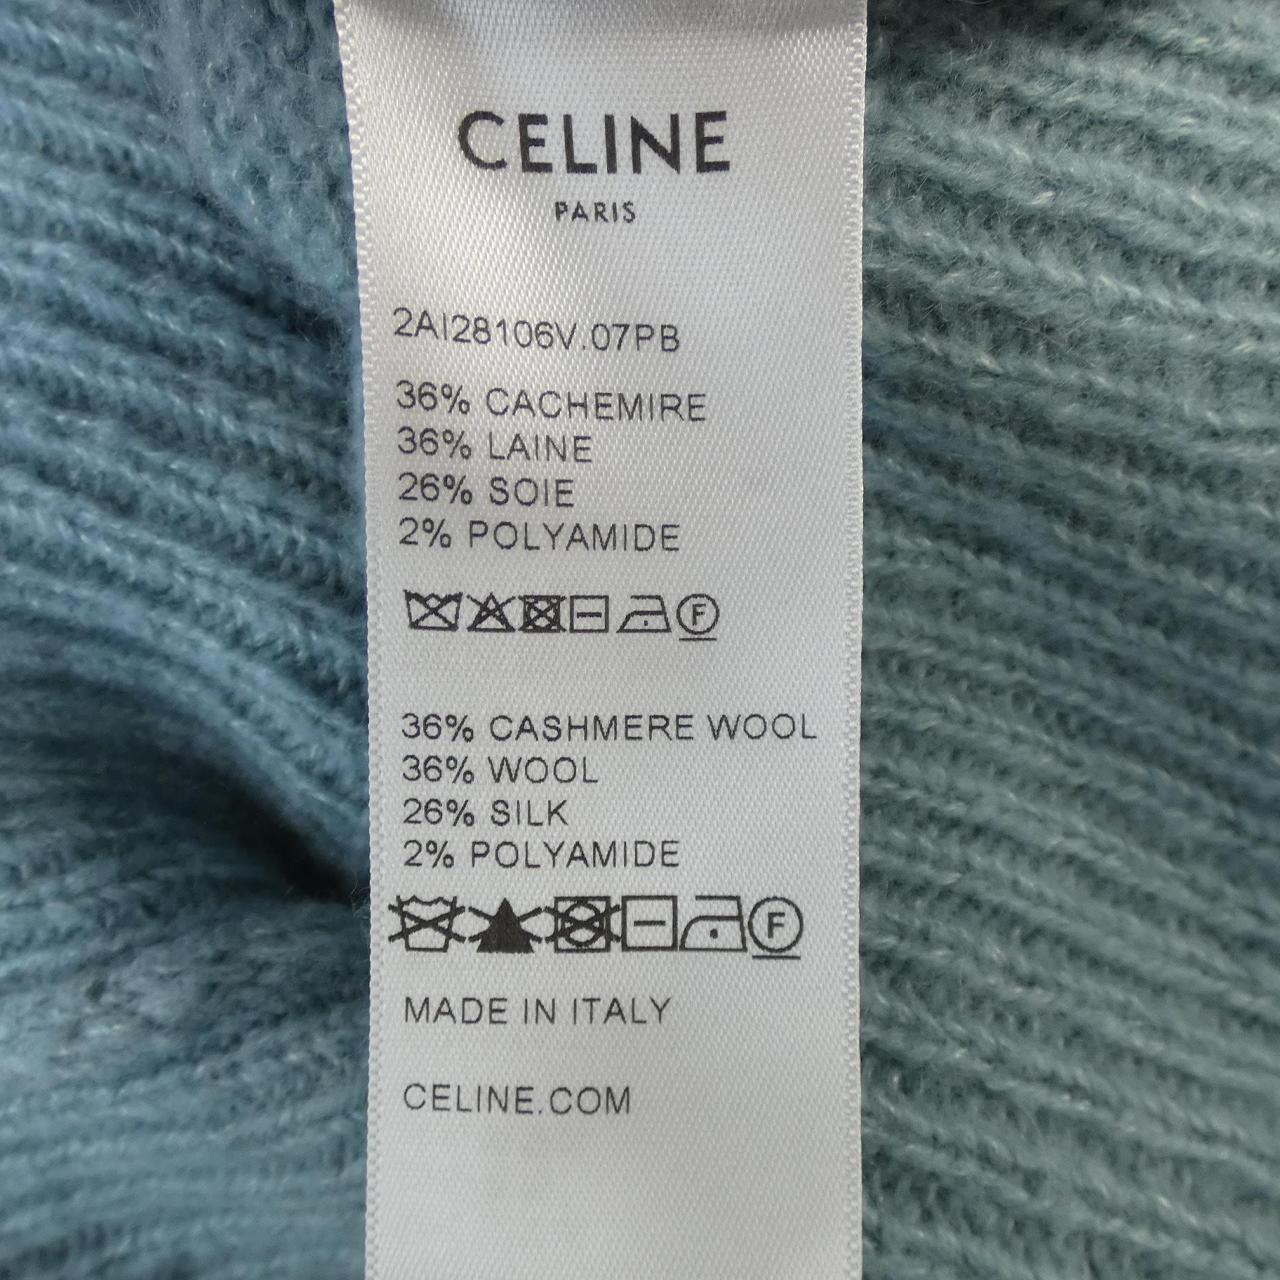 CELINE
PARIS
2AI28106V.07PB
36% CACHEMIRE
36% LAINE
26% SOIE
2% POLYAMIDE
F
36% CASHMERE WOOL
36% WOOL
26% SILK
2% POLYAMIDE
F
MADE IN ITALY
CELINE.COM